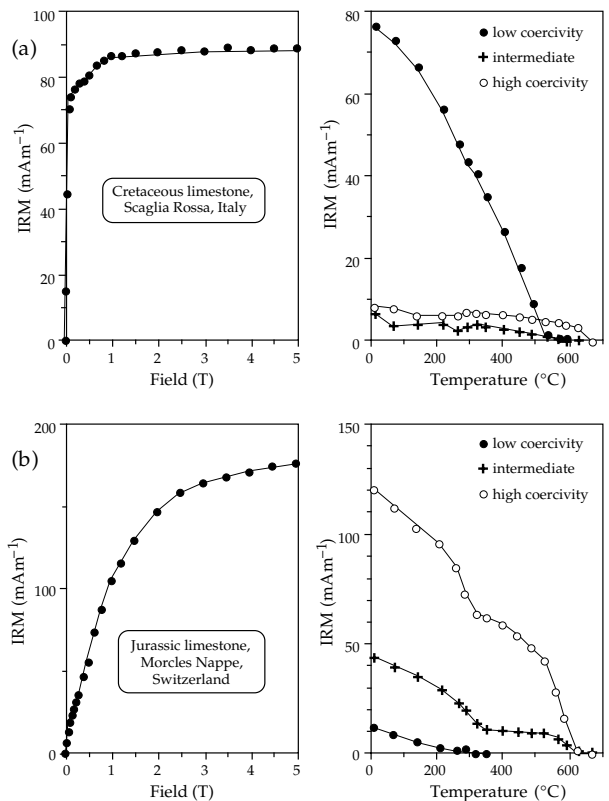 (a)
100
80
60
40
20
0
IRM (mAm⁻¹)
Cretaceous limestone,
Scaglia Rossa, Italy
0 1 2 3 4 5
Field (T)
80
60
40
20
0
IRM (mAm⁻¹)
low coercivity
intermediate
high coercivity
0 200 400 600
Temperature (°C)
(b)
200
100
0
IRM (mAm⁻¹)
Jurassic limestone,
Morcles Nappe,
Switzerland
0 1 2 3 4 5
Field (T)
150
100
50
0
IRM (mAm⁻¹)
low coercivity
intermediate
high coercivity
0 200 400 600
Temperature (°C)